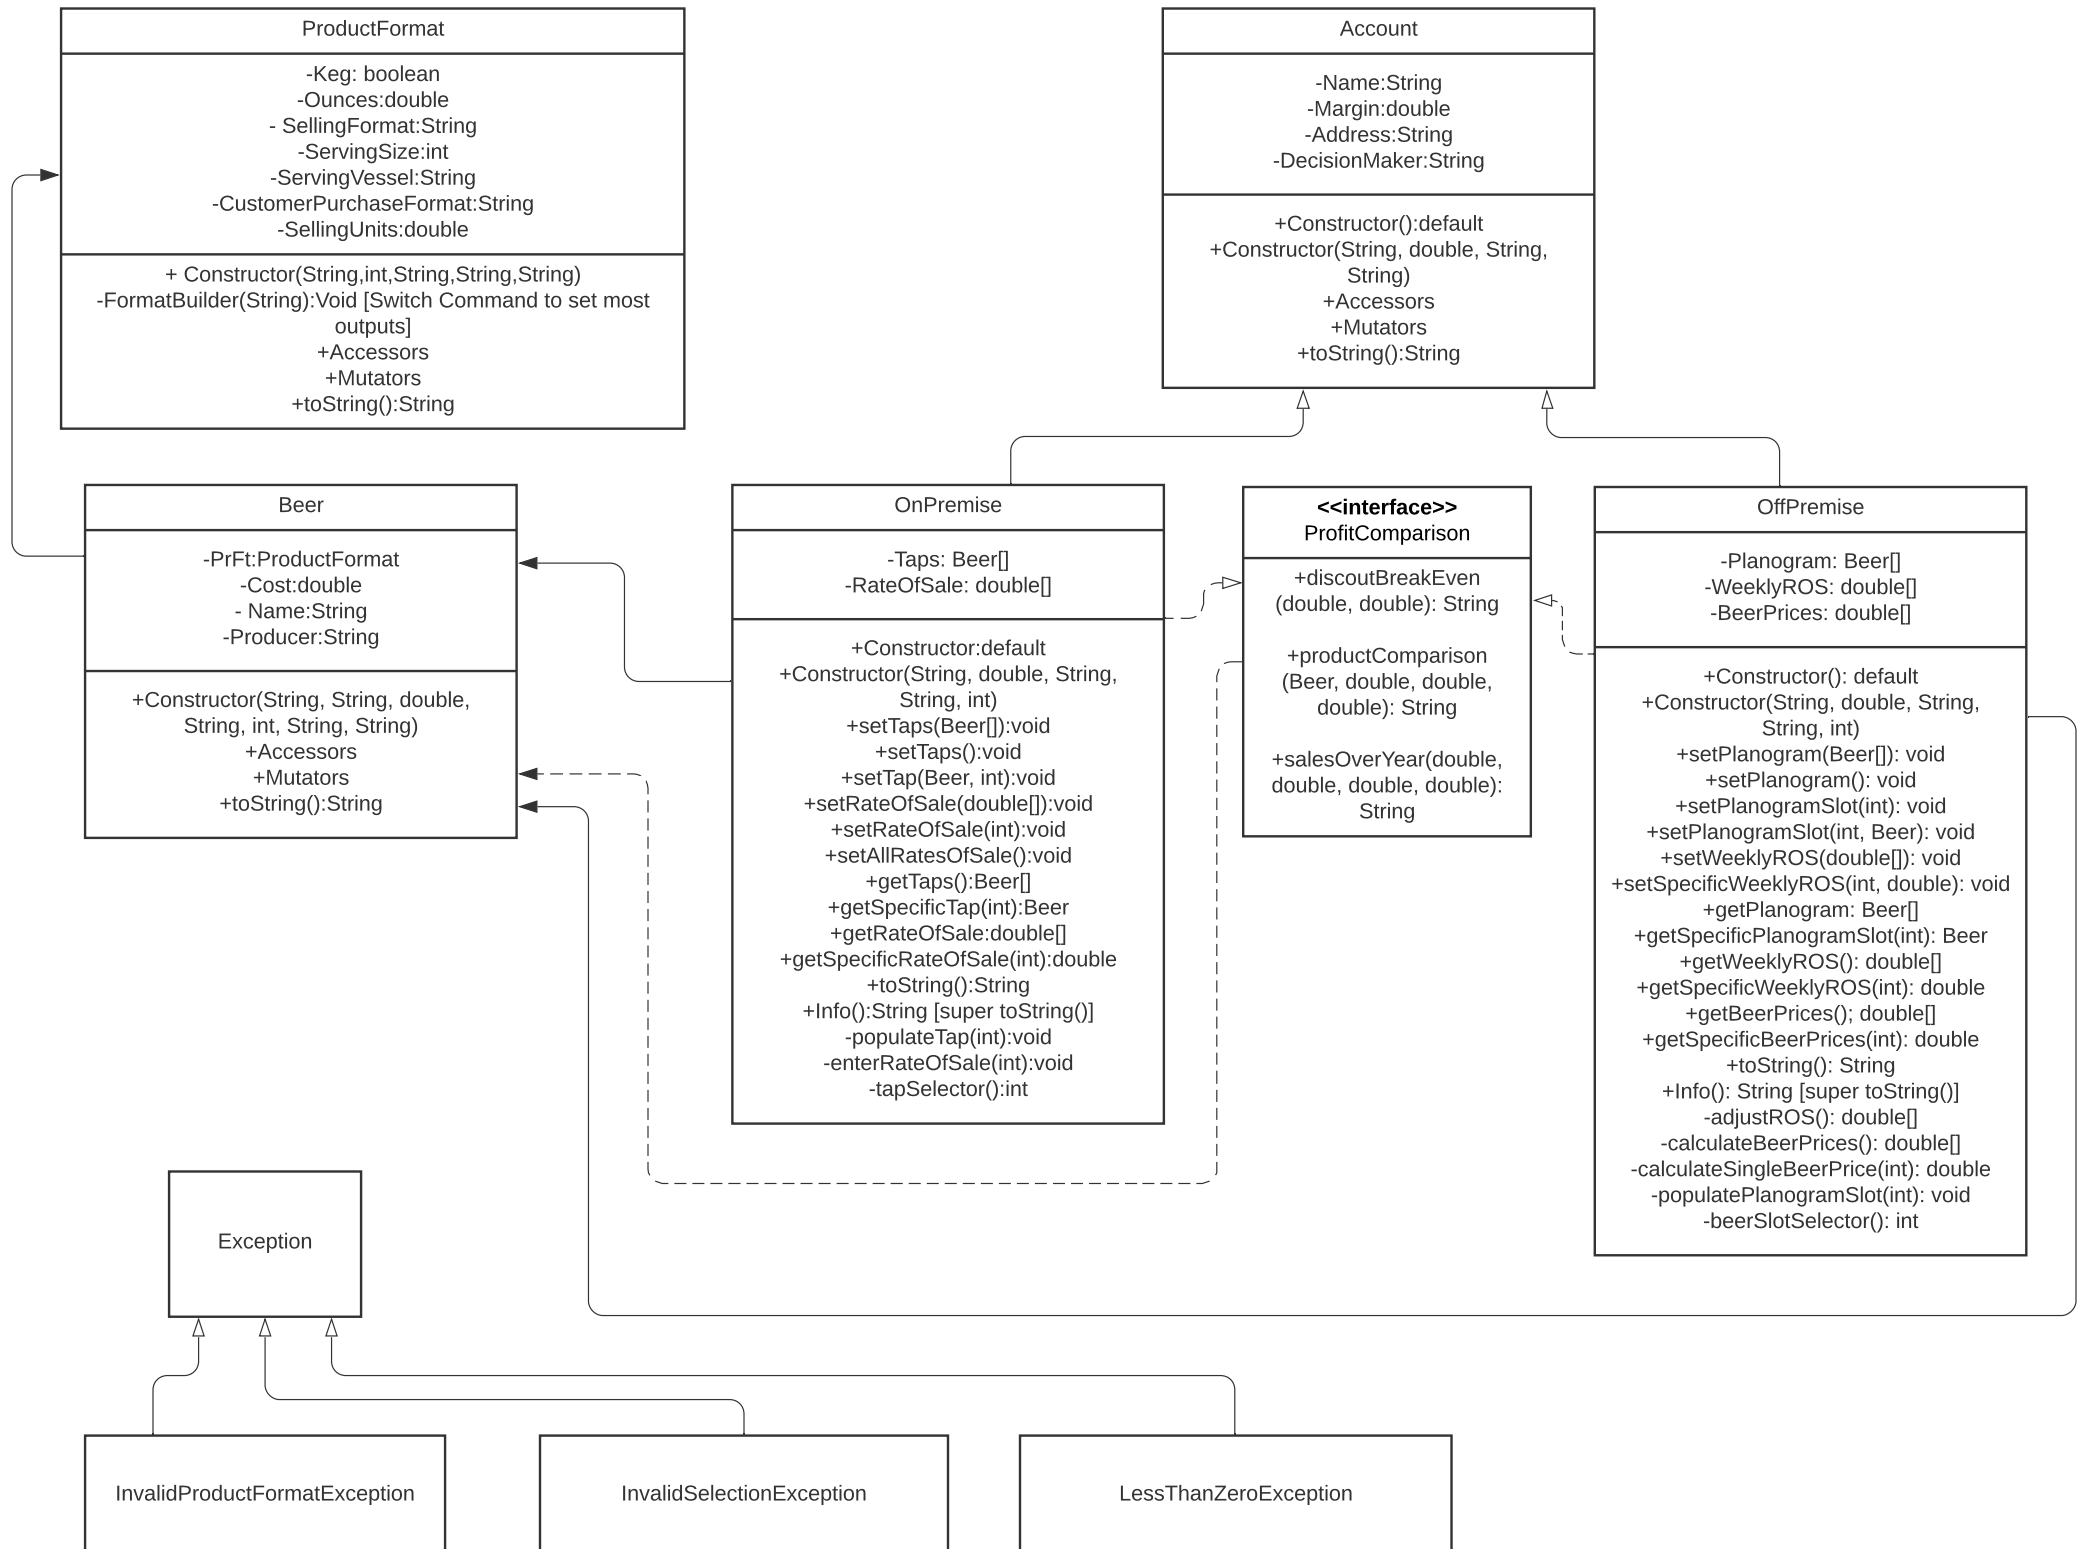 ProductFormat
-Keg: boolean
-Ounces:double
- SellingFormat:String
-ServingSize:int
-ServingVessel:String
-CustomerPurchaseFormat:String
-SellingUnits:double
+ Constructor(String,int,String,String,String)
-FormatBuilder(String):Void [Switch Command to set most
outputs]
+Accessors
+Mutators
+toString():String
Account
-Name:String
-Margin:double
-Address:String
-DecisionMaker:String
+Constructor():default
+Constructor(String, double, String,
String)
+Accessors
+Mutators
+toString():String
Beer
-PrFt:ProductFormat
-Cost:double
- Name:String
-Producer:String
+Constructor(String, String, double,
String, int, String, String)
+Accessors
+Mutators
+toString():String
OnPremise
-Taps: Beer[]
-RateOfSale: double[]
+Constructor:default
+Constructor(String, double, String,
String, int)
+setTaps(Beer[]):void
+setTaps():void
+setTap(Beer, int):void
+setRateOfSale(double[]):void
+setRateOfSale(int):void
+setAllRatesOfSale():void
+getTaps():Beer[]
+getSpecificTap(int):Beer
+getRateOfSale:double[]
+getSpecificRateOfSale(int):double
+toString():String
+Info():String [super toString()]
-populateTap(int):void
-enterRateOfSale(int):void
-tapSelector():int
<<interface>>
ProfitComparison
+discoutBreakEven
(double, double): String
+productComparison
(Beer, double, double,
double): String
+salesOverYear(double,
double, double, double):
String
OffPremise
-Planogram: Beer[]
-WeeklyROS: double[]
-BeerPrices: double[]
+Constructor(): default
+Constructor(String, double, String,
String, int)
+setPlanogram(Beer[]): void
+setPlanogram(): void
+setPlanogramSlot(int): void
+setPlanogramSlot(int, Beer): void
+setWeeklyROS(double[]): void
+setSpecificWeeklyROS(int, double): void
+getPlanogram: Beer[]
+getSpecificPlanogramSlot(int): Beer
+getWeeklyROS(): double[]
+getSpecificWeeklyROS(int): double
+getBeerPrices(); double[]
+getSpecificBeerPrices(int): double
+toString(): String
+Info(): String [super toString()]
-adjustROS(): double[]
-calculateBeerPrices(): double[]
-calculateSingleBeerPrice(int): double
-populatePlanogramSlot(int): void
-beerSlotSelector(): int
Exception
InvalidProductFormatException
InvalidSelectionException
LessThanZeroException